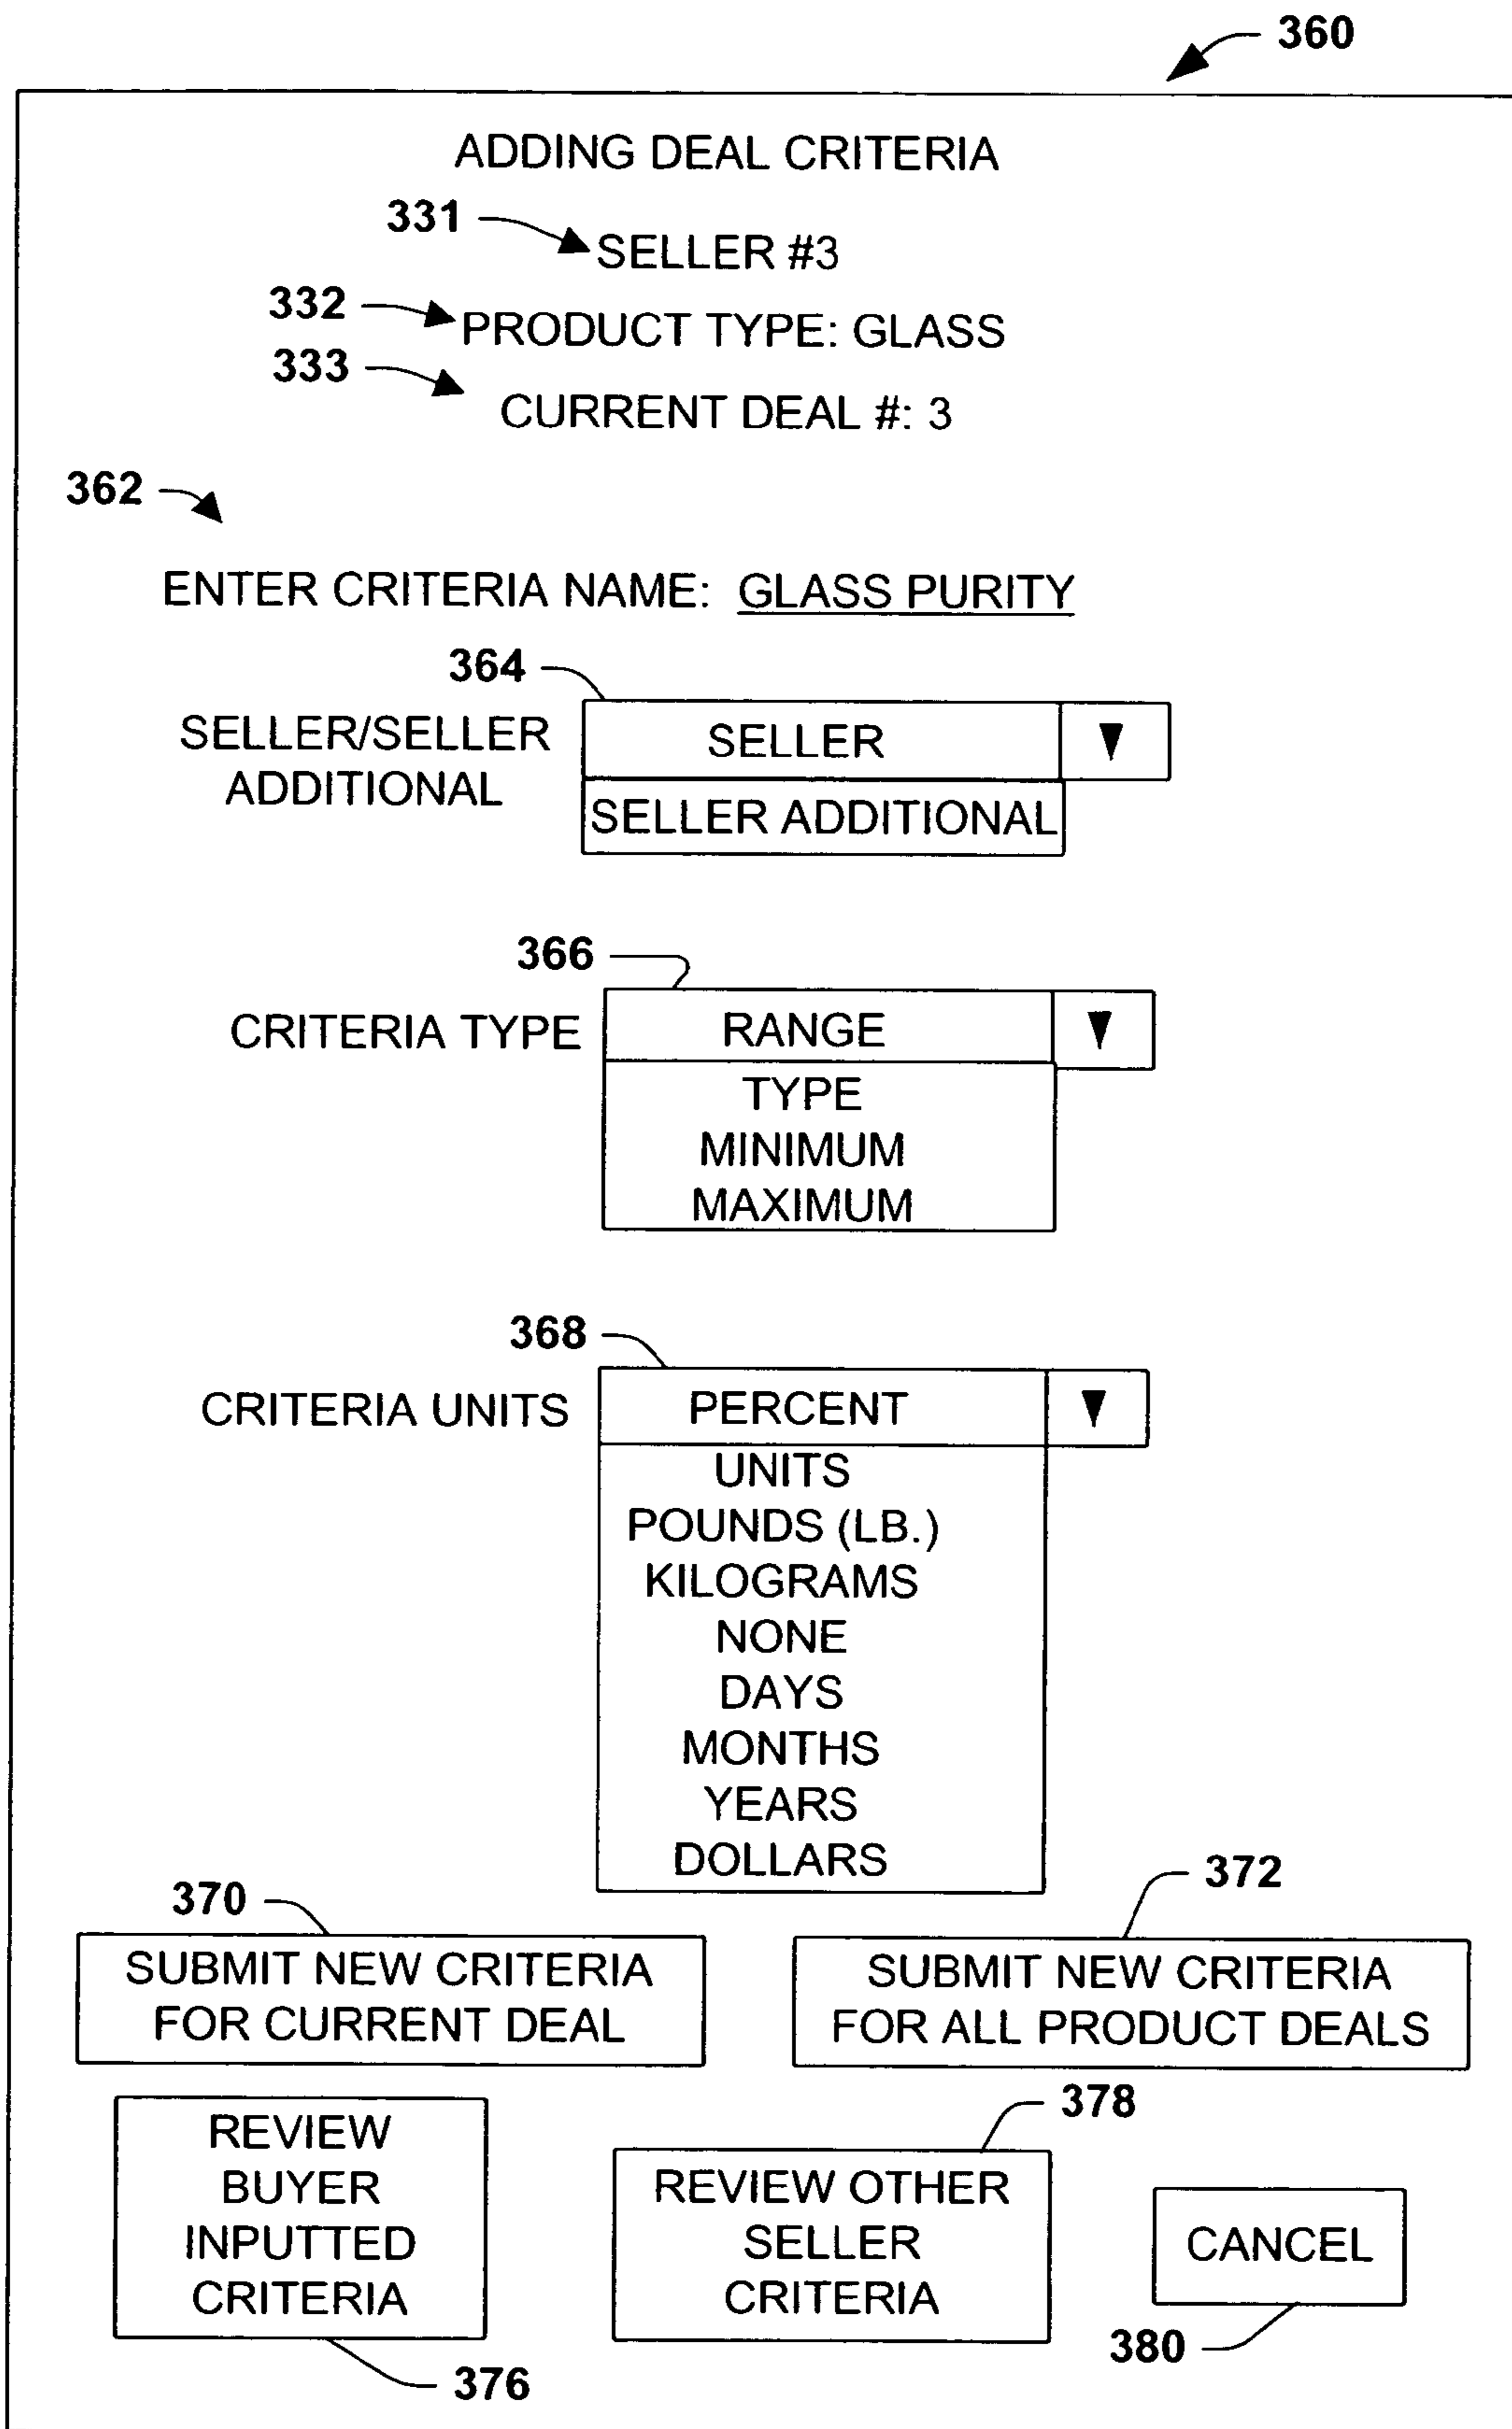 360
ADDING DEAL CRITERIA
331
SELLER #3
332
PRODUCT TYPE: GLASS
333
CURRENT DEAL #: 3
362
ENTER CRITERIA NAME: GLASS PURITY
364
SELLER/SELLER
ADDITIONAL
SELLER
SELLER ADDITIONAL
366
CRITERIA TYPE
RANGE
TYPE
MINIMUM
MAXIMUM
368
CRITERIA UNITS
PERCENT
UNITS
POUNDS (LB.)
KILOGRAMS
NONE
DAYS
MONTHS
YEARS
DOLLARS
370
372
SUBMIT NEW CRITERIA
FOR CURRENT DEAL
SUBMIT NEW CRITERIA
FOR ALL PRODUCT DEALS
REVIEW
BUYER
INPUTTED
CRITERIA
376
378
REVIEW OTHER
SELLER
CRITERIA
CANCEL
380